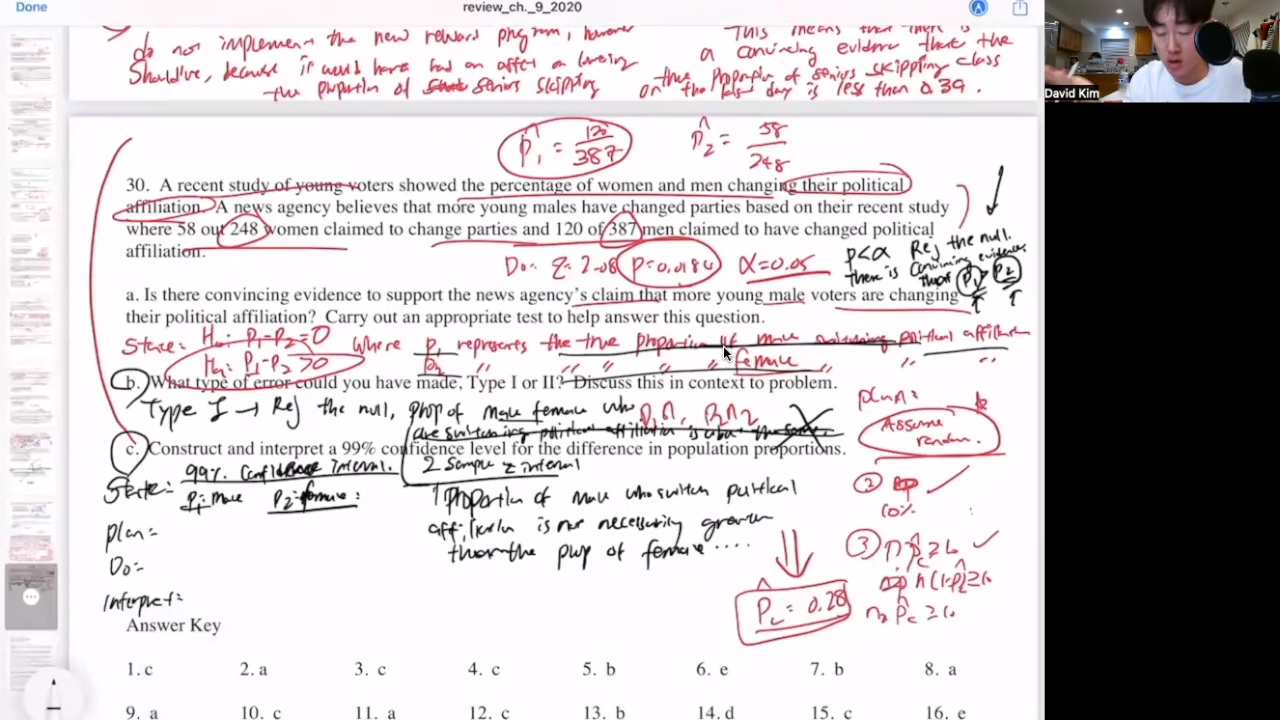 Done
review_ch._9_2020
do not implement the new reward program, however
should've, because it would have had an affect on lowering
the proportion of seniors skipping
This means that there is
a convincing evidence that the
true proportion of seniors skipping class
on the last day is less than 0.39.
David Kim
p̂1 = 120/387
p̂2 = 58/248
30. A recent study of young voters showed the percentage of women and men changing their political
affiliation. A news agency believes that more young males have changed parties based on their recent study
where 58 out 248 women claimed to change parties and 120 of 387 men claimed to have changed political
affiliation.
Do: z=2.08 p=0.0186 α=0.05
p<α Rej the null.
there is convincing evidence
that p1 > p2
a. Is there convincing evidence to support the news agency's claim that more young male voters are changing
their political affiliation? Carry out an appropriate test to help answer this question.
State: H0: p1-p2=0
Ha: p1-p2>0
where p1 represents the true proportion of male political affiliation
p2 " " " " female " "
b. What type of error could you have made, Type I or II? Discuss this in context to problem.
Type I → Rej the null, prop of male female who
are switching political affiliation is
plan:
Assume
random.
c. Construct and interpret a 99% confidence level for the difference in population proportions.
State: 99% Confidence interval.
p1: male p2: female:
2 Sample z interval
proportion of male who switch political
affiliation is not necessarily greater
than the prop of female ....
Plan:
Do:
Interpret:
②
10%
③
p̂c = 0.28
Answer Key
1. c 2. a 3. c 4. c 5. b 6. e 7. b 8. a
9. a 10. c 11. a 12. c 13. b 14. d 15. c 16. e